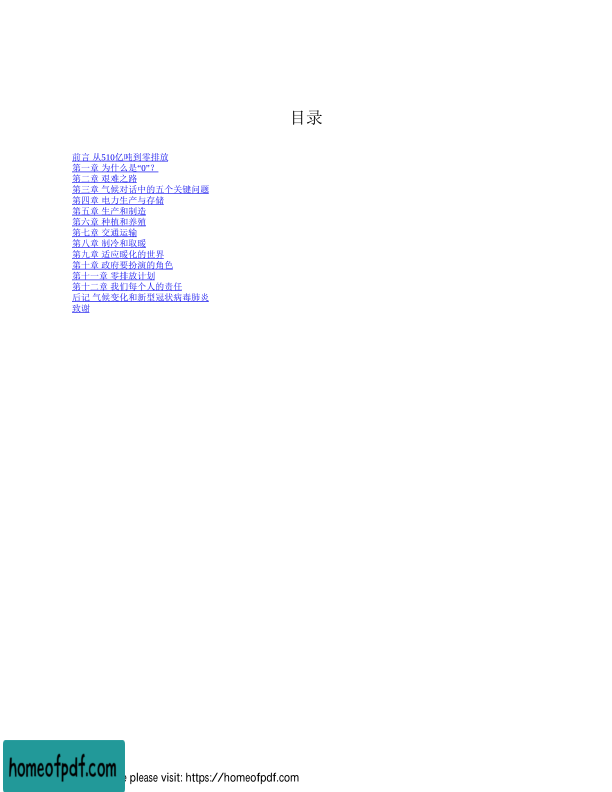 目录
前言 从510亿吨到零排放
第一章 为什么是“0”？
第二章 艰难之路
第三章 气候对话中的五个关键问题
第四章 电力生产与存储
第五章 生产和制造
第六章 种植和养殖
第七章 交通运输
第八章 制冷和取暖
第九章 适应暖化的世界
第十章 政府要扮演的角色
第十一章 零排放计划
第十二章 我们每个人的责任
后记 气候变化和新型冠状病毒肺炎
致谢
homeofpdf.com
please visit: https://homeofpdf.com